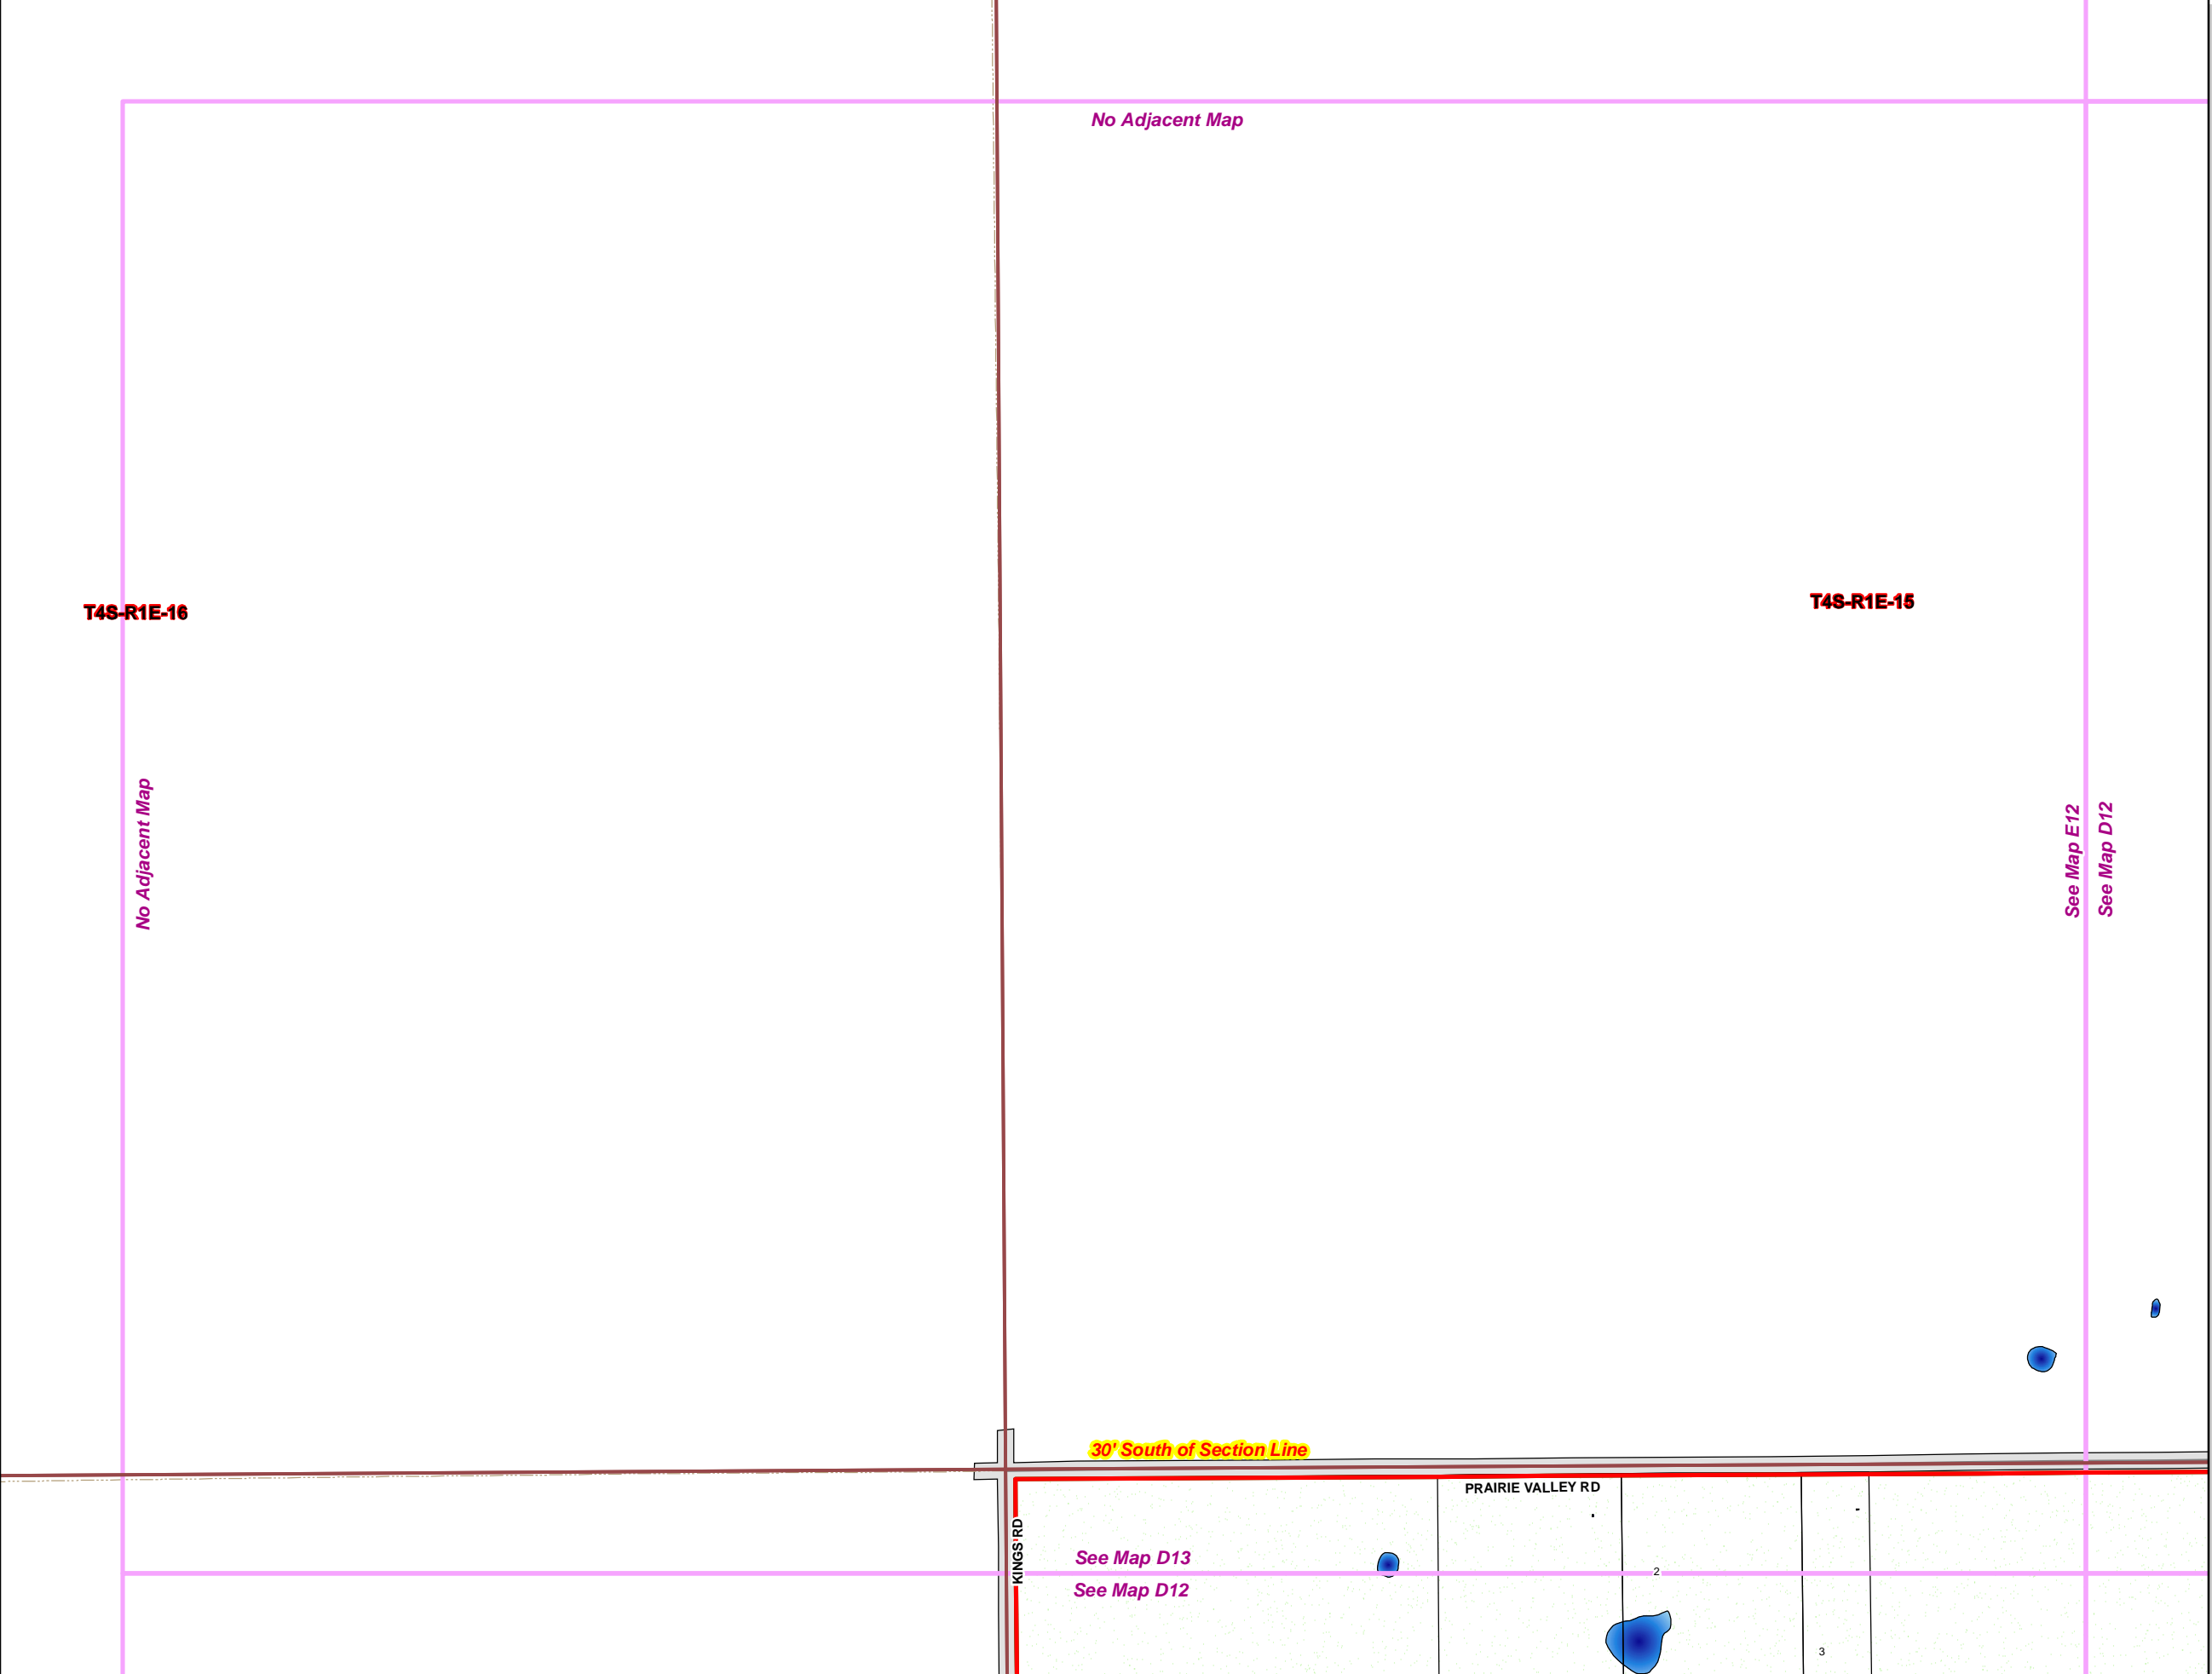 No Adjacent Map
T4S-R1E-16
T4S-R1E-15
No Adjacent Map
See Map E12
See Map D12
30' South of Section Line
PRAIRIE VALLEY RD
KINGS RD
See Map D13
2
See Map D12
3